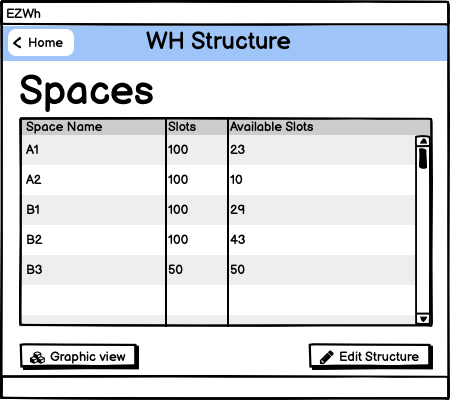 EZWh
Home
WH Structure
Spaces
Space Name Slots Available Slots
A1 100 23
A2 100 10
B1 100 29
B2 100 43
B3 50 50
Graphic view Edit Structure